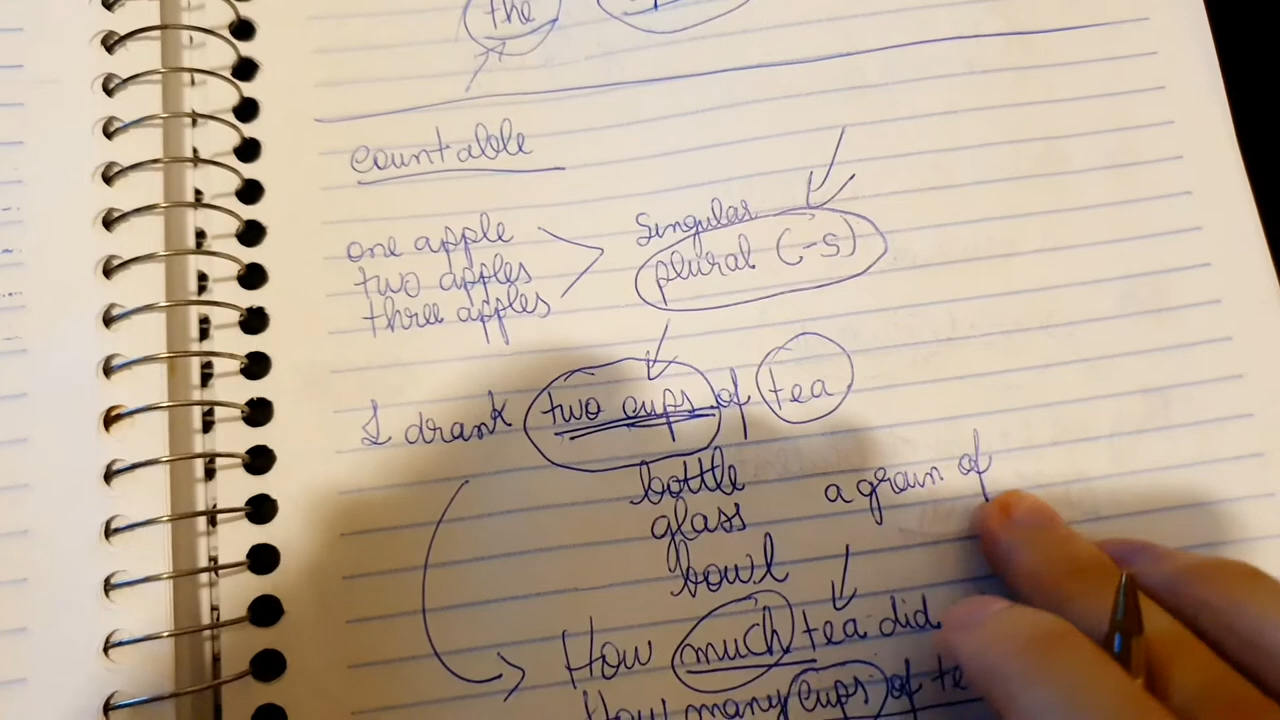 the
countable
one apple
two apples
three apples
Singular
plural (-s)
I drank two cups of tea
bottle
glass
bowl
a grain of
How much tea did
How many cups of te